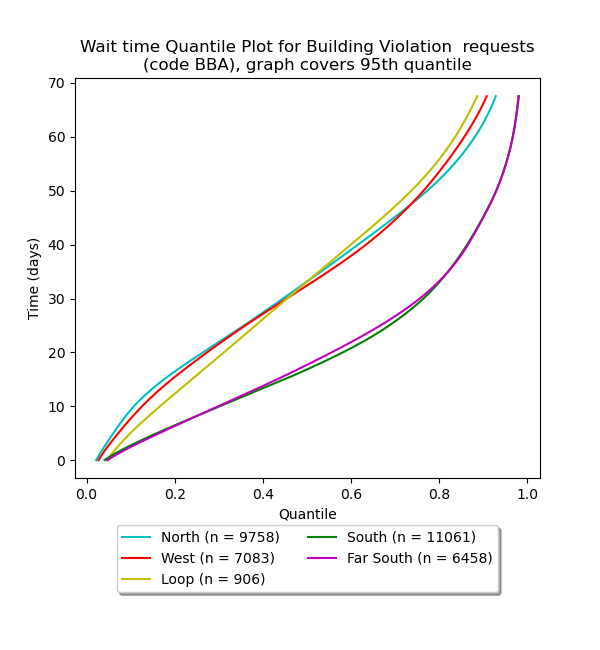 Wait time Quantile Plot for Building Violation  requests
(code BBA), graph covers 95th quantile
70
60
50
40
30
20
10
0
Time (days)
0.0 0.2 0.4 0.6 0.8 1.0
Quantile
North (n = 9758)
West (n = 7083)
Loop (n = 906)
South (n = 11061)
Far South (n = 6458)